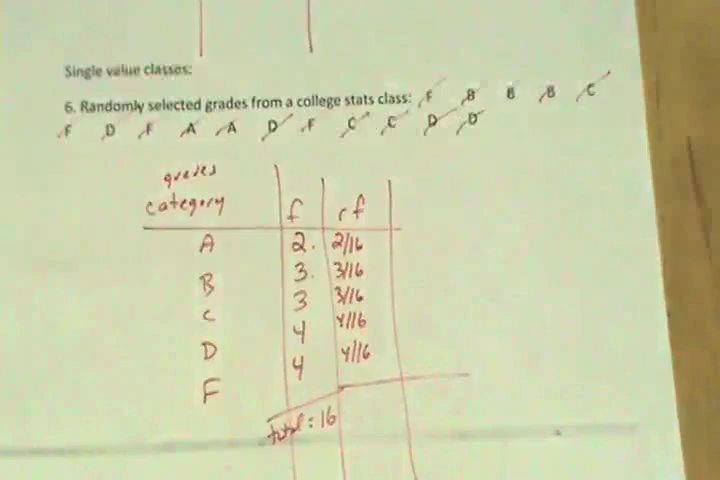 Single value classes:
6. Randomly selected grades from a college stats class: F B B B C
F D F A A D F C C D D
grades
category f rf
A 2. 2/16
B 3. 3/16
C 3 3/16
D 4 4/16
F 4 4/16
total: 16